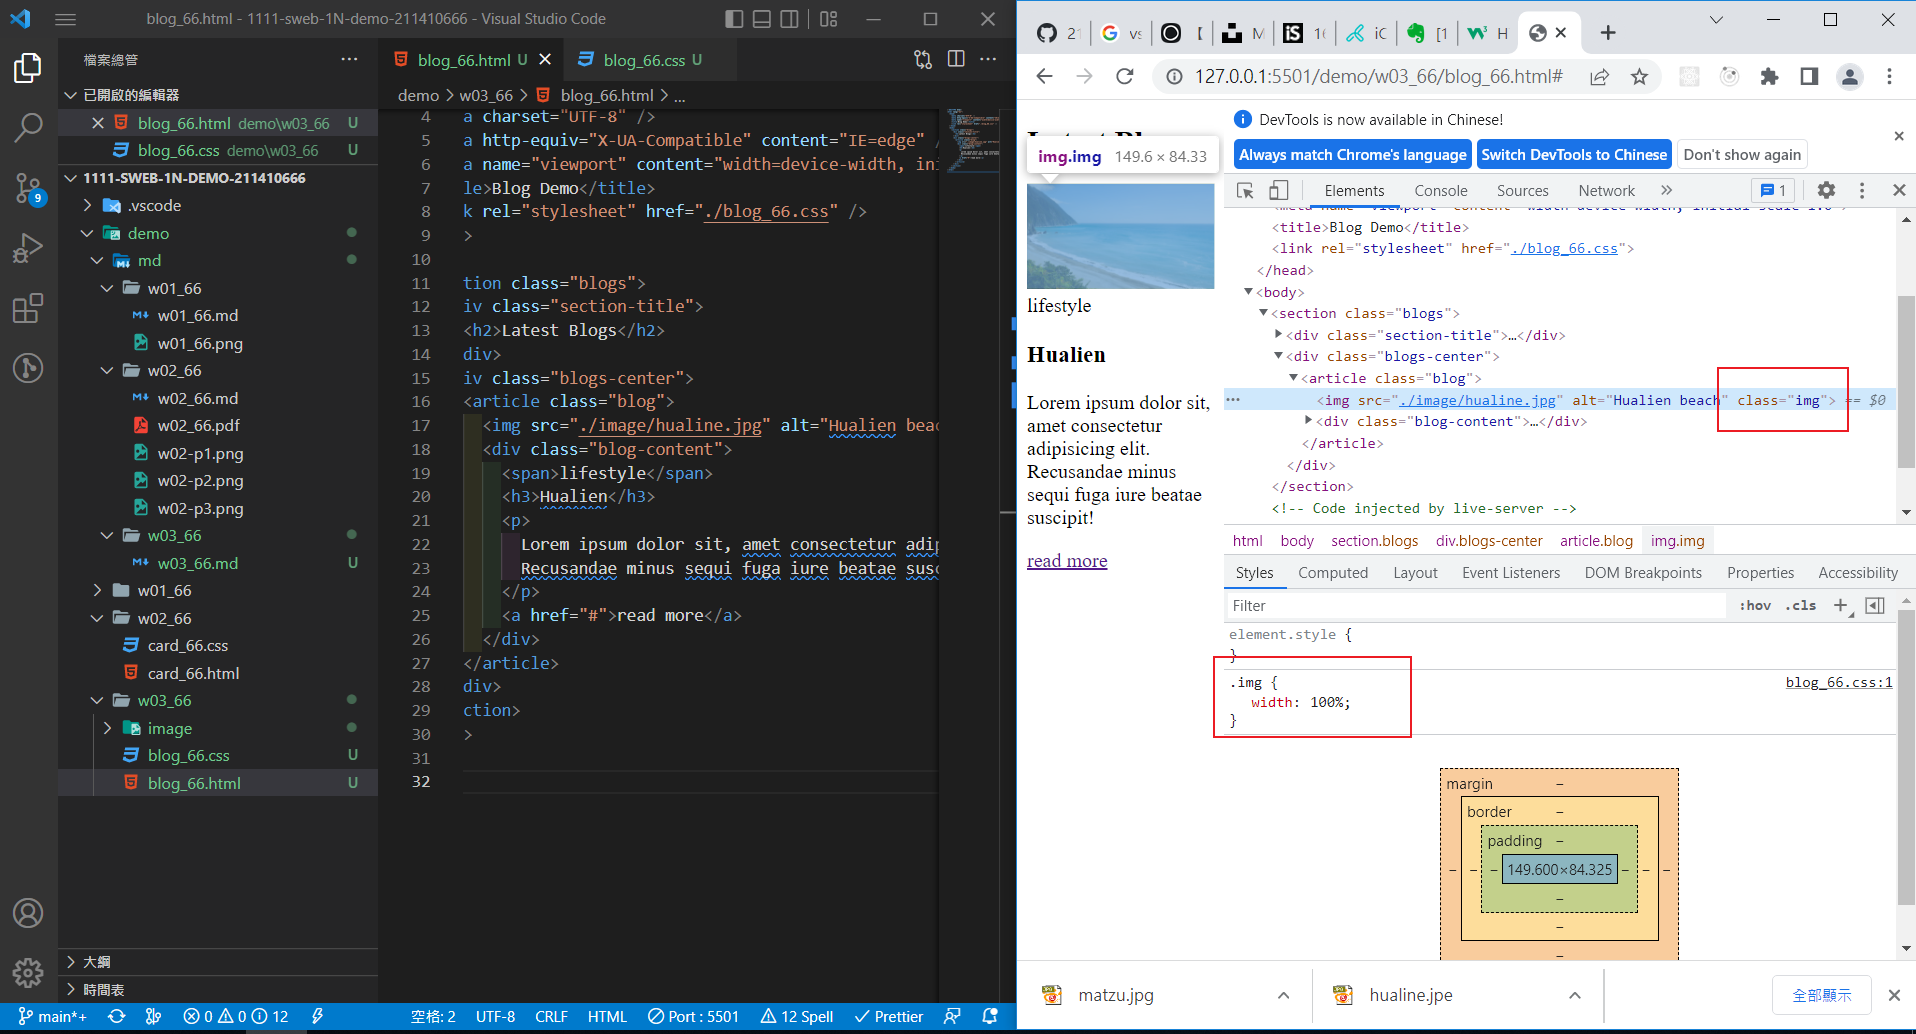 blog_66.html - 1111-sweb-1N-demo-211410666 - Visual Studio Code
檔案總管
已開啟的編輯器
blog_66.html demo\w03_66 U
blog_66.css demo\w03_66 U
1111-SWEB-1N-DEMO-211410666
.vscode
demo
md
w01_66
w01_66.md
w01_66.png
w02_66
w02_66.md
w02_66.pdf
w02-p1.png
w02-p2.png
w02-p3.png
w03_66
w03_66.md
w01_66
w02_66
card_66.css
card_66.html
w03_66
image
blog_66.css U
blog_66.html U
大綱
時間表
9
blog_66.html U
blog_66.css U
demo > w03_66 > blog_66.html > ...
4 a charset="UTF-8" />
5 a http-equiv="X-UA-Compatible" content="IE=edge"
6 a name="viewport" content="width=device-width, ini
7 le>Blog Demo</title>
8 k rel="stylesheet" href="./blog_66.css" />
9 >
10
11 tion class="blogs">
12 iv class="section-title">
13 <h2>Latest Blogs</h2>
14 div>
15 iv class="blogs-center">
16 <article class="blog">
17 <img src="./image/hualine.jpg" alt="Hualien beac
18 <div class="blog-content">
19 <span>lifestyle</span>
20 <h3>Hualien</h3>
21 <p>
22 Lorem ipsum dolor sit, amet consectetur adip
23 Recusandae minus sequi fuga iure beatae susc
24 </p>
25 <a href="#">read more</a>
26 </div>
27 </article>
28 div>
29 ction>
30 >
31
32
main*+ 0 0 12 空格: 2 UTF-8 CRLF HTML Port : 5501 12 Spell Prettier
127.0.0.1:5501/demo/w03_66/blog_66.html#
img.img 149.6 × 84.33
lifestyle
Hualien
Lorem ipsum dolor sit,
amet consectetur
adipisicing elit.
Recusandae minus
sequi fuga iure beatae
suscipit!
read more
DevTools is now available in Chinese!
Always match Chrome's language Switch DevTools to Chinese Don't show again
Elements Console Sources Network » 1
<title>Blog Demo</title>
<link rel="stylesheet" href="./blog_66.css">
</head>
<body>
<section class="blogs">
<div class="section-title">…</div>
<div class="blogs-center">
<article class="blog">
<img src="./image/hualine.jpg" alt="Hualien beach" class="img"> == $0
<div class="blog-content">…</div>
</article>
</div>
</section>
<!-- Code injected by live-server -->
html body section.blogs div.blogs-center article.blog img.img
Styles Computed Layout Event Listeners DOM Breakpoints Properties Accessibility
Filter :hov .cls
element.style {
}
.img { blog_66.css:1
width: 100%;
}
margin
border
padding
149.600×84.325
matzu.jpg
hualine.jpe
全部顯示